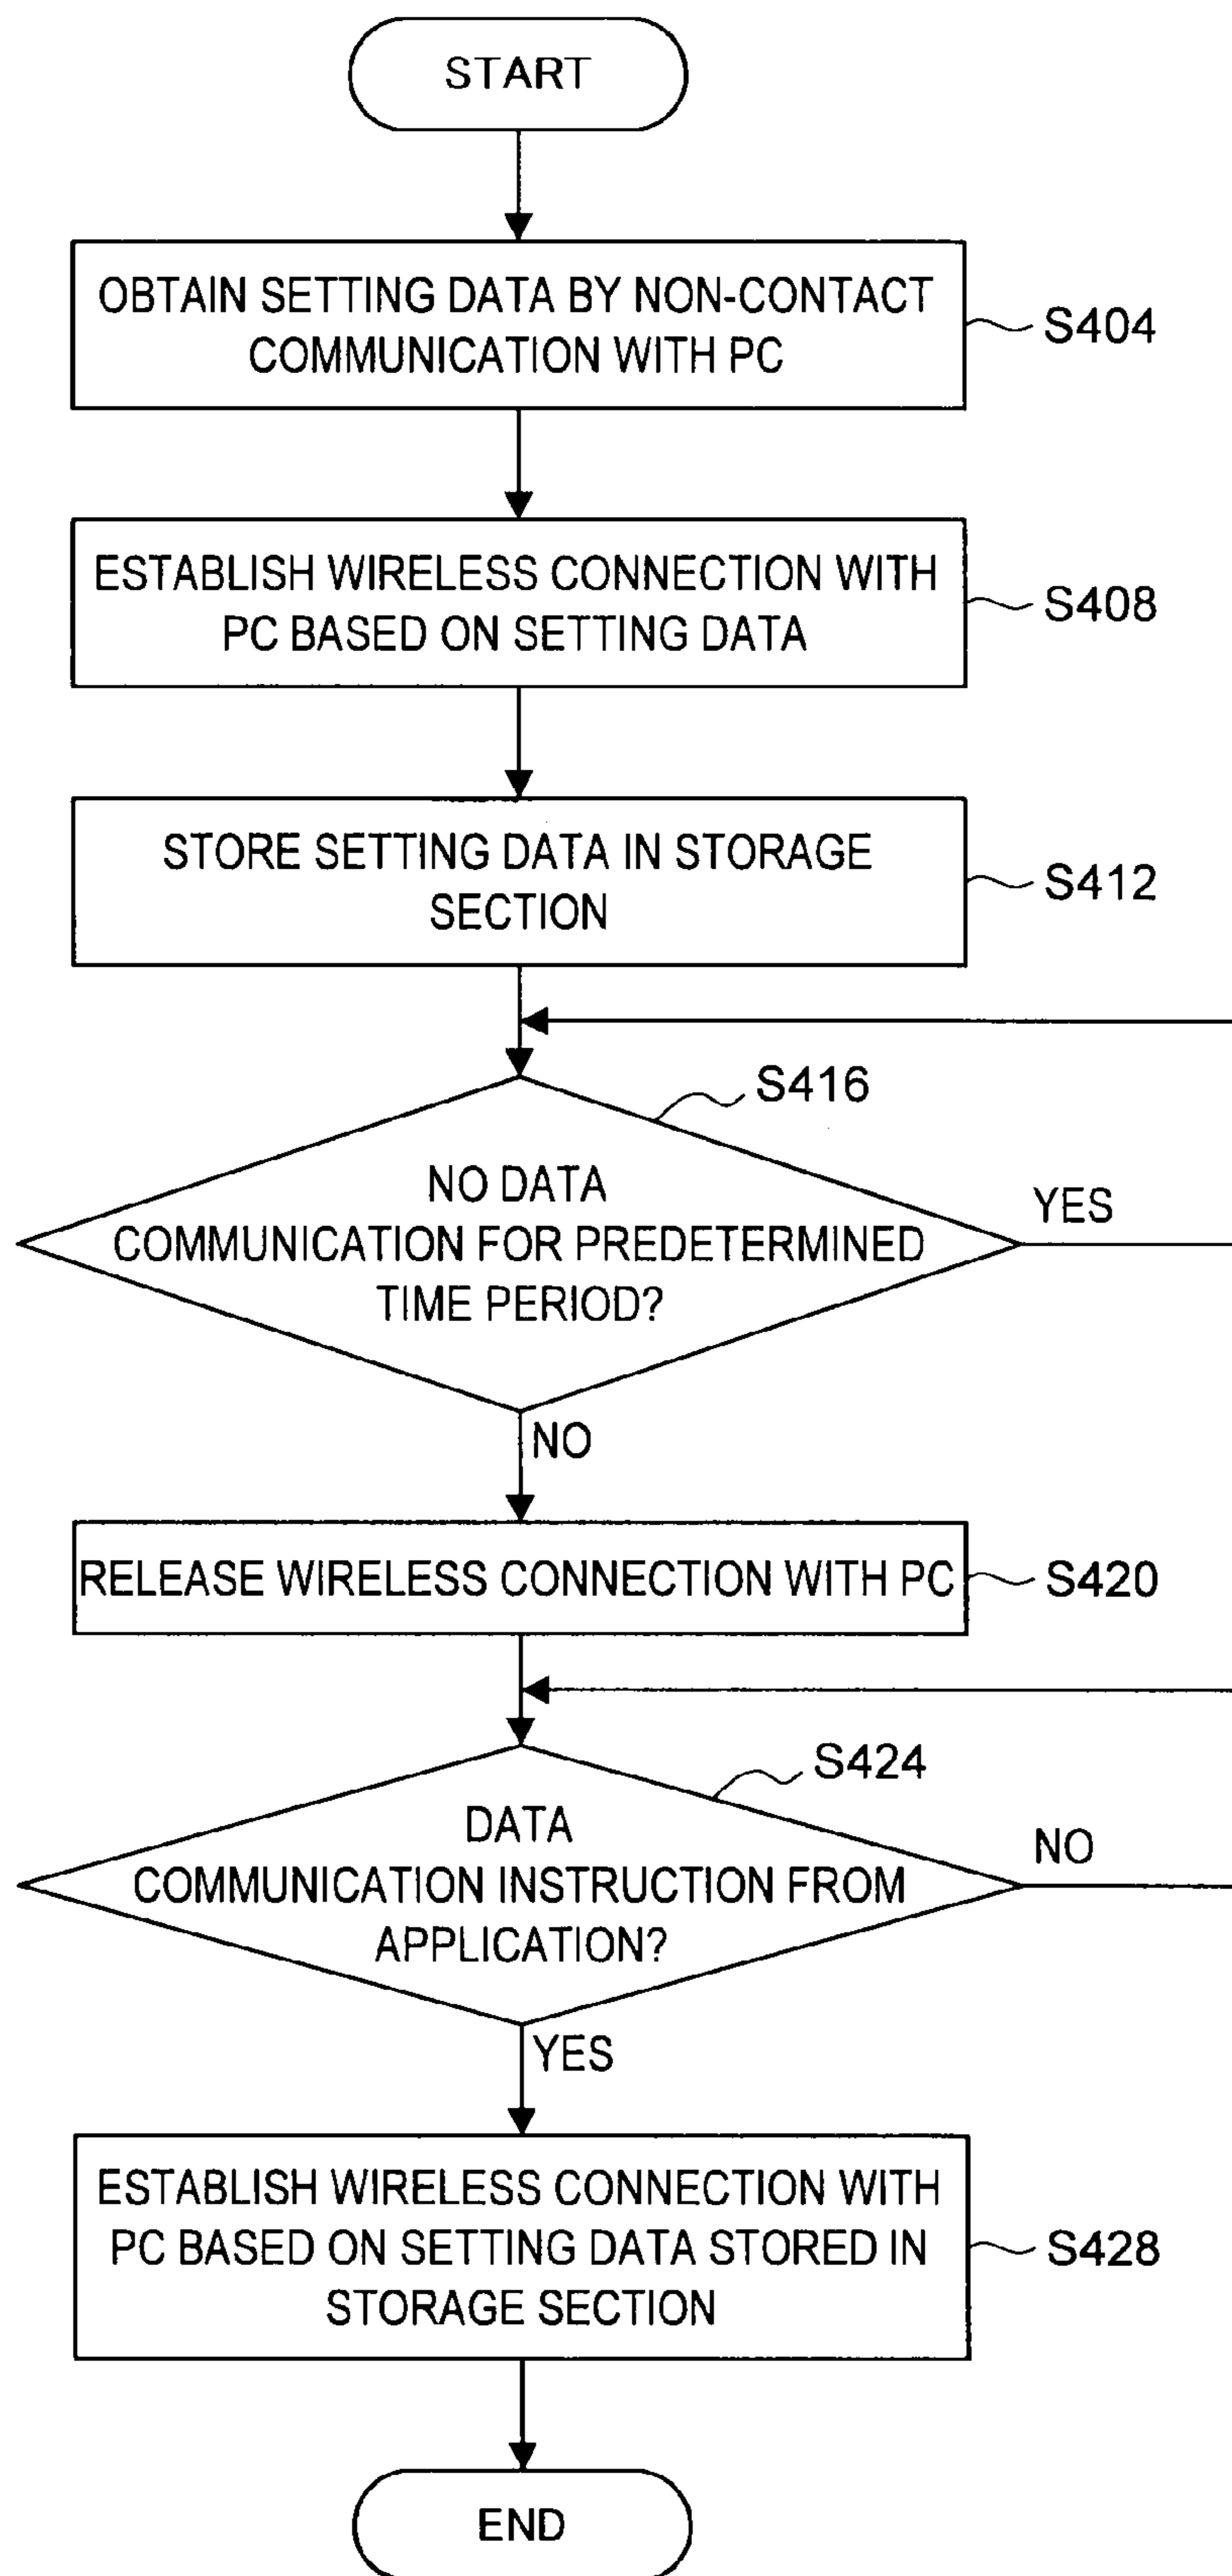 START
OBTAIN SETTING DATA BY NON-CONTACT
COMMUNICATION WITH PC
S404
ESTABLISH WIRELESS CONNECTION WITH
PC BASED ON SETTING DATA
S408
STORE SETTING DATA IN STORAGE
SECTION
S412
S416
NO DATA
COMMUNICATION FOR PREDETERMINED
TIME PERIOD?
YES
NO
RELEASE WIRELESS CONNECTION WITH PC
S420
S424
DATA
COMMUNICATION INSTRUCTION FROM
APPLICATION?
NO
YES
ESTABLISH WIRELESS CONNECTION WITH
PC BASED ON SETTING DATA STORED IN
STORAGE SECTION
S428
END